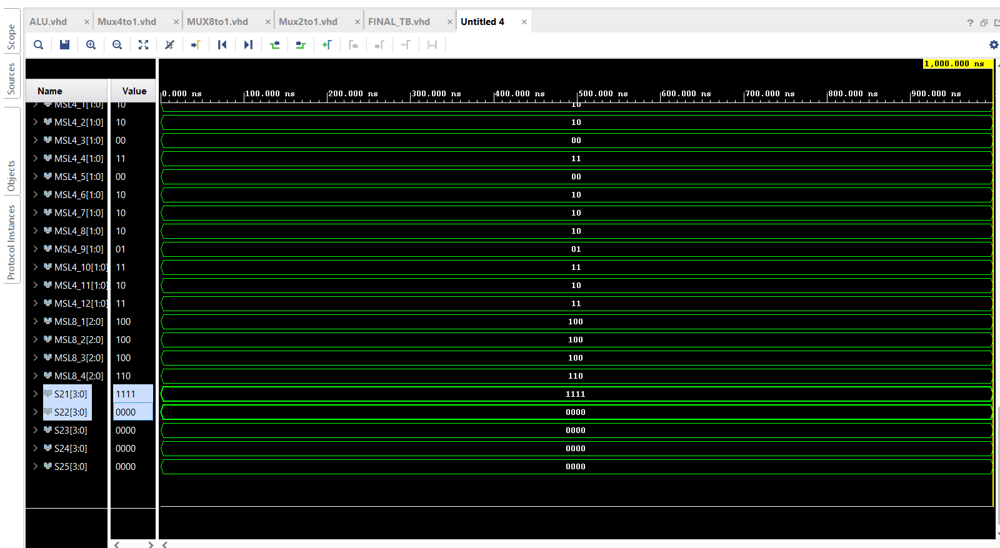 ALU.vhd × Mux4to1.vhd × MUX8to1.vhd × Mux2to1.vhd × FINAL_TB.vhd × Untitled 4 ×
?
Scope
Sources
Objects
Protocol Instances
1,000.000 ns
Name Value
0.000 ns 100.000 ns 200.000 ns 300.000 ns 400.000 ns 500.000 ns 600.000 ns 700.000 ns 800.000 ns 900.000 ns
MSL4_1[1:0] 10 10
MSL4_2[1:0] 10 10
MSL4_3[1:0] 00 00
MSL4_4[1:0] 11 11
MSL4_5[1:0] 00 00
MSL4_6[1:0] 10 10
MSL4_7[1:0] 10 10
MSL4_8[1:0] 10 10
MSL4_9[1:0] 01 01
MSL4_10[1:0] 11 11
MSL4_11[1:0] 10 10
MSL4_12[1:0] 11 11
MSL8_1[2:0] 100 100
MSL8_2[2:0] 100 100
MSL8_3[2:0] 100 100
MSL8_4[2:0] 110 110
S21[3:0] 1111 1111
S22[3:0] 0000 0000
S23[3:0] 0000 0000
S24[3:0] 0000 0000
S25[3:0] 0000 0000